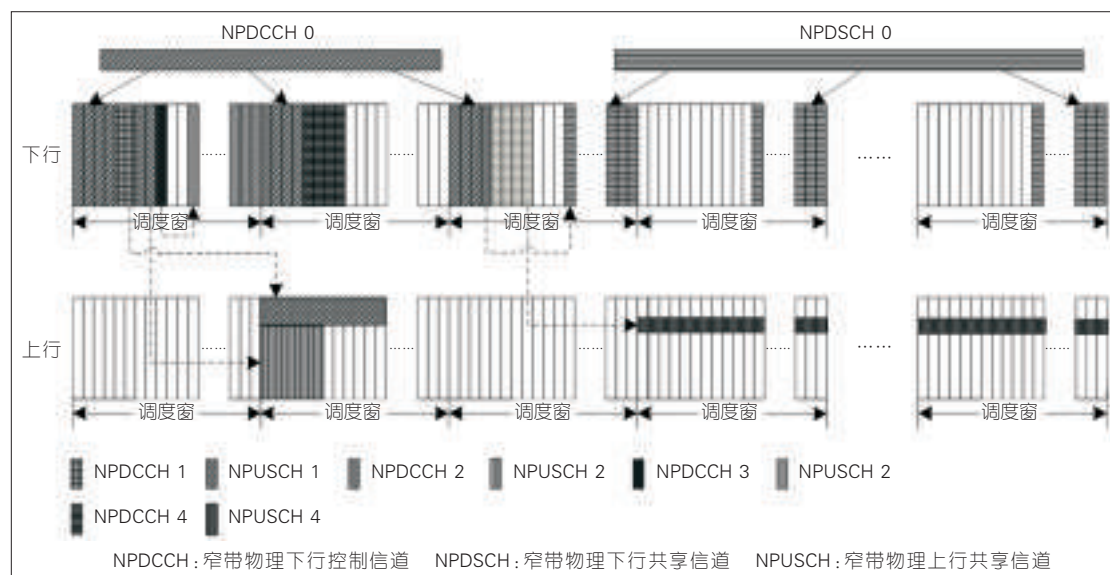 NPDCCH 0 NPDSCH 0
下行 …… …… …… …… …… ……
调度窗 调度窗 调度窗 调度窗 调度窗
上行 …… …… …… …… …… ……
调度窗 调度窗 调度窗 调度窗 调度窗
NPDCCH 1 NPUSCH 1 NPDCCH 2 NPUSCH 2 NPDCCH 3 NPUSCH 2
NPDCCH 4 NPUSCH 4
NPDCCH:窄带物理下行控制信道 NPDSCH:窄带物理下行共享信道 NPUSCH:窄带物理上行共享信道